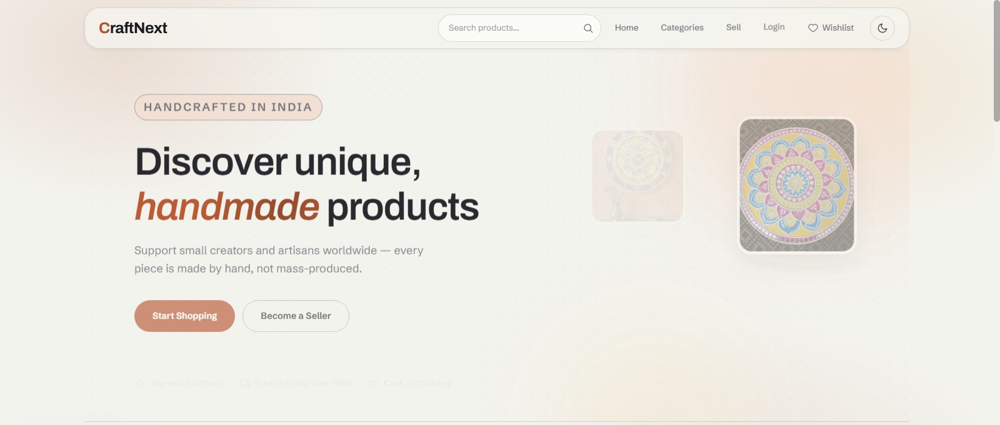 CraftNext
Search products...
Home
Categories
Sell
Login
Wishlist
HANDCRAFTED IN INDIA
Discover unique,
handmade products
Support small creators and artisans worldwide — every
piece is made by hand, not mass-produced.
Start Shopping
Become a Seller
Top-rated artisans
Free shipping over ₹999
Cash on Delivery